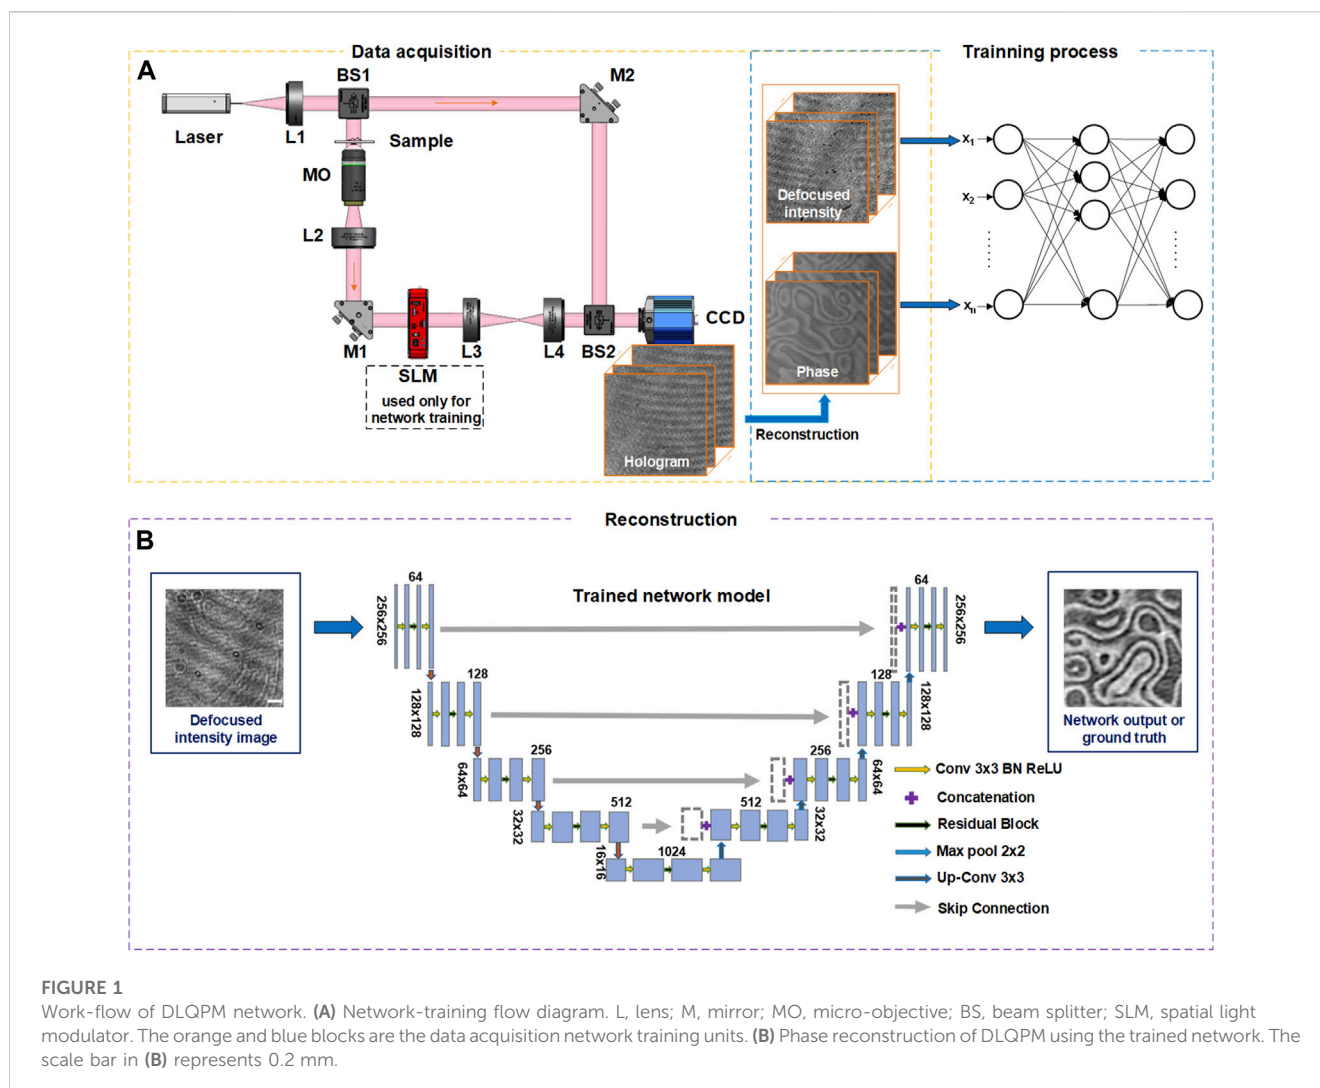 Data acquisition
Trainning process
A
BS1
M2
Laser
L1
Sample
MO
L2
M1
SLM
used only for
network training
L3
L4
BS2
CCD
Hologram
Reconstruction
Defocused
intensity
Phase
X1
X2
Xn
Reconstruction
B
Defocused
intensity image
Trained network model
64
256x256
128
128x128
256
64x64
512
32x32
16x16
1024
512
32x32
256
64x64
128
128x128
64
256x256
Network output or
ground truth
Conv 3x3 BN ReLU
Concatenation
Residual Block
Max pool 2x2
Up-Conv 3x3
Skip Connection
FIGURE 1
Work-flow of DLQPM network. (A) Network-training flow diagram. L, lens; M, mirror; MO, micro-objective; BS, beam splitter; SLM, spatial light
modulator. The orange and blue blocks are the data acquisition network training units. (B) Phase reconstruction of DLQPM using the trained network. The
scale bar in (B) represents 0.2 mm.